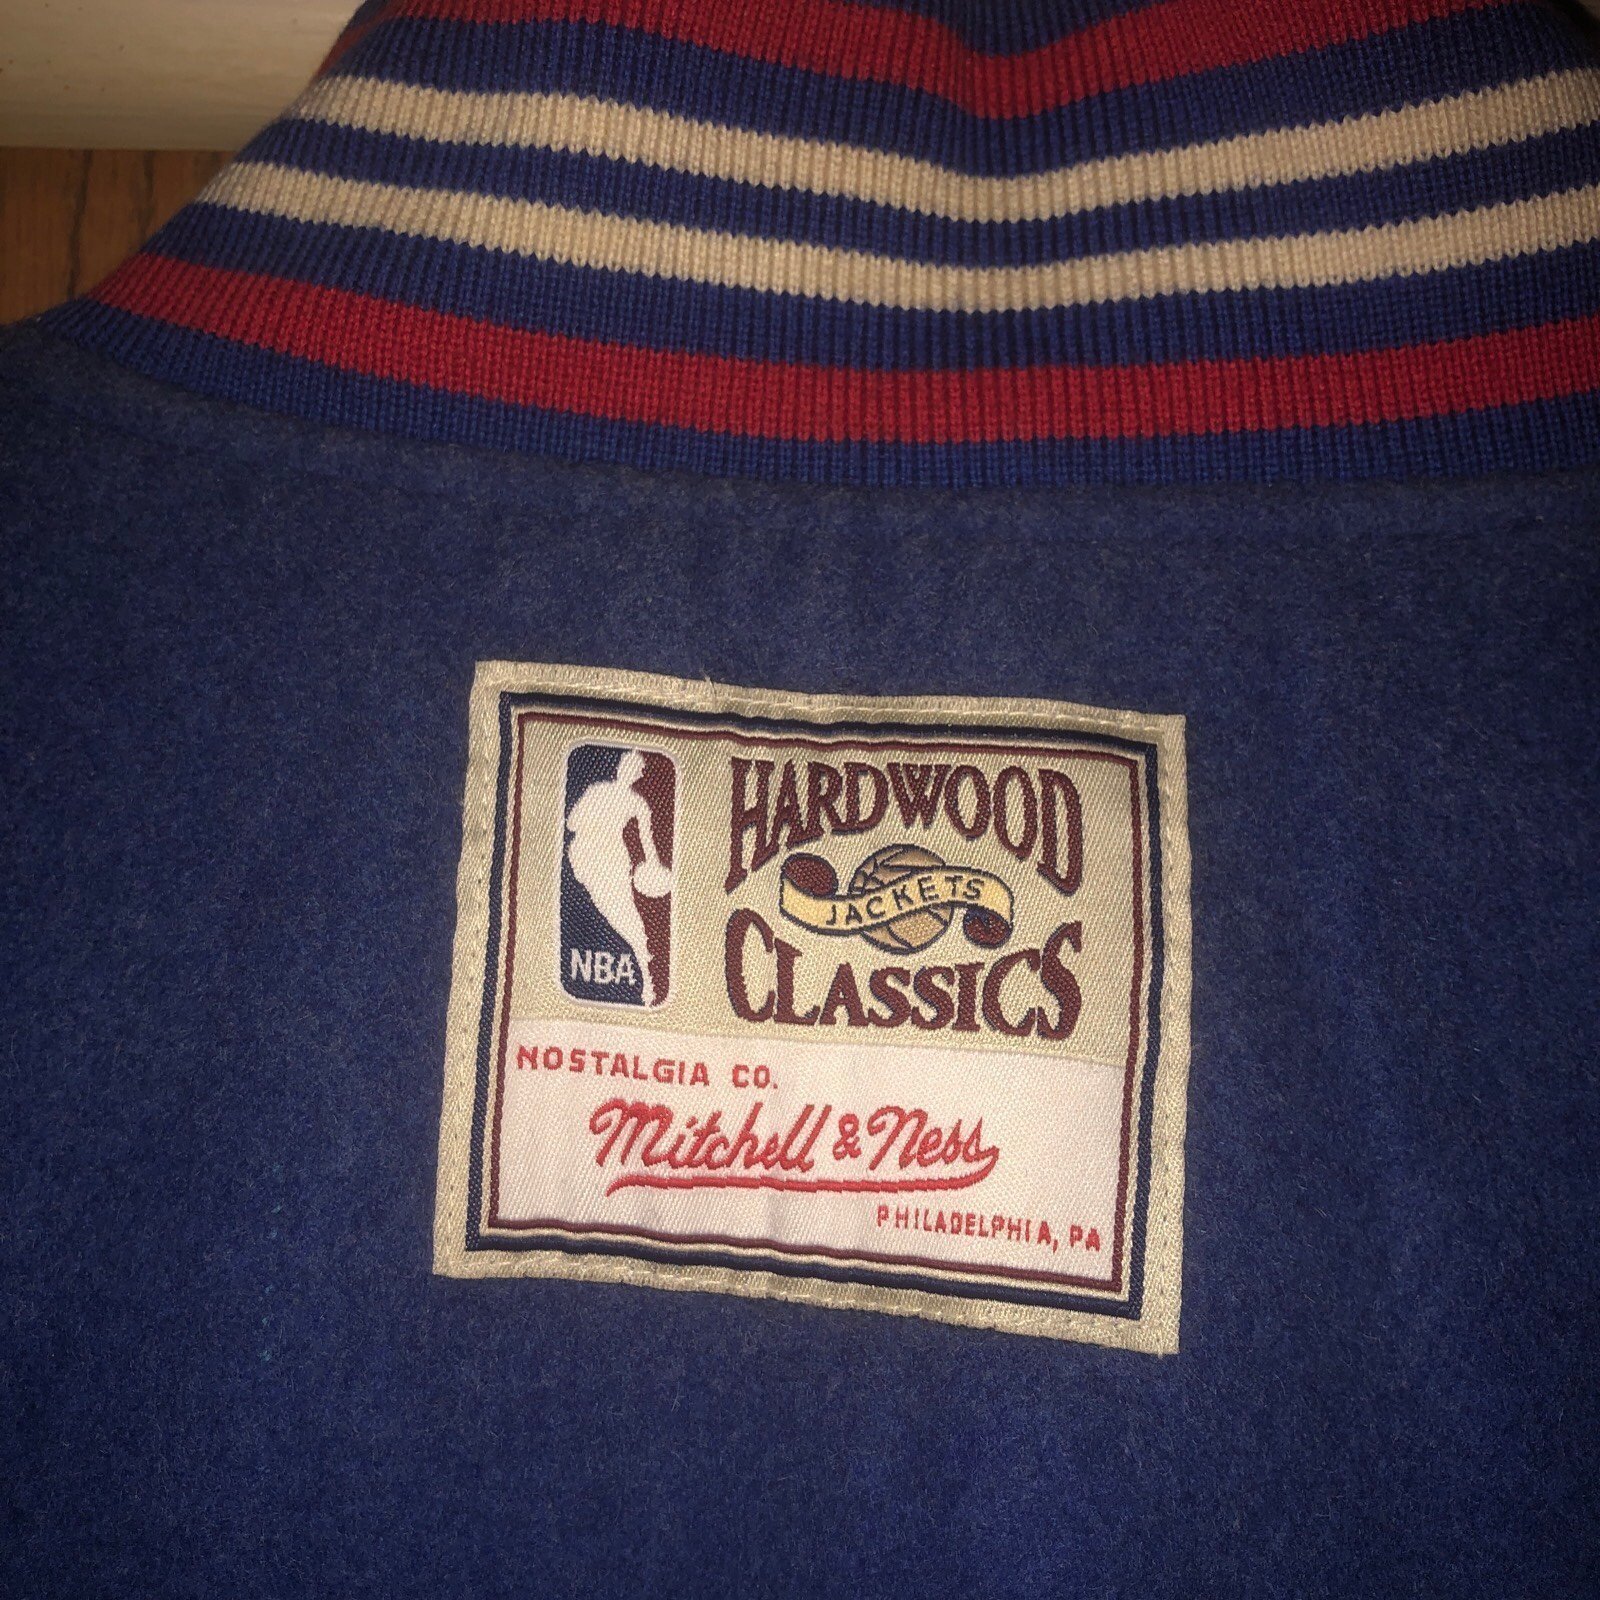 NBA
HARDWOOD
JACKETS
CLASSICS
NOSTALGIA CO.
Mitchell & Ness
PHILADELPHIA, PA